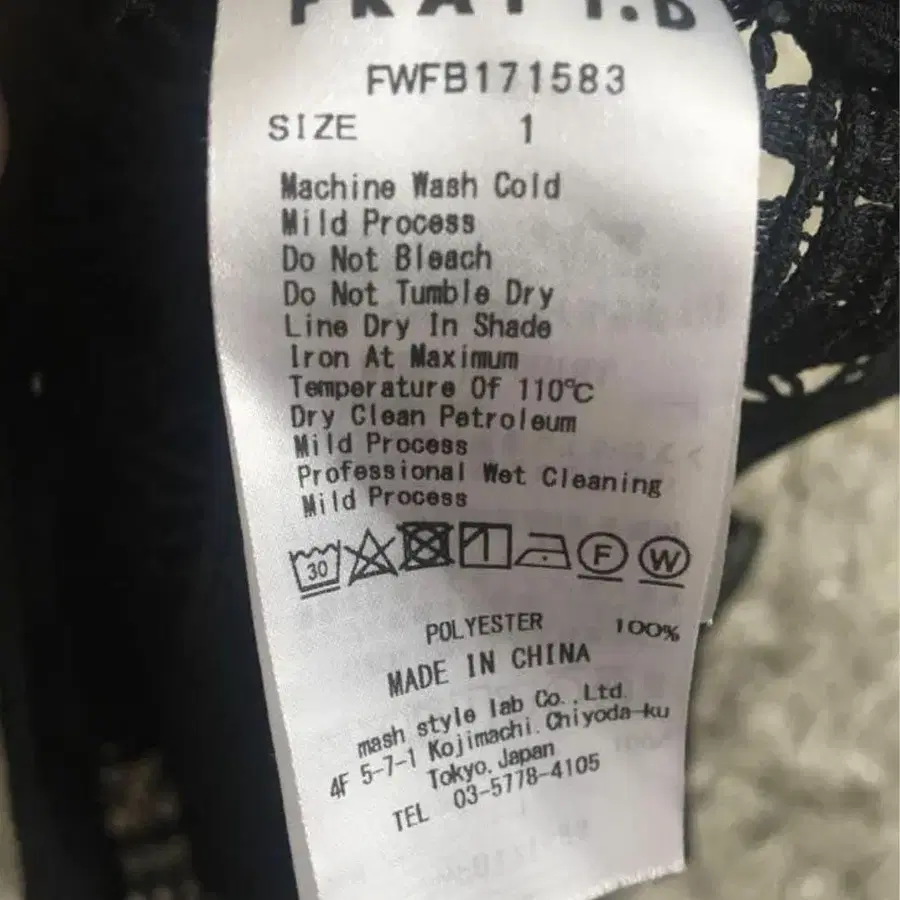 FRAY I.D
FWFB171583
SIZE 1
Machine Wash Cold
Mild Process
Do Not Bleach
Do Not Tumble Dry
Line Dry In Shade
Iron At Maximum
Temperature Of 110℃
Dry Clean Petroleum
Mild Process
Professional Wet Cleaning
Mild Process
30 F W
POLYESTER 100%
MADE IN CHINA
mash style lab Co.,Ltd.
4F 5-7-1 Kojimachi, Chiyoda-ku
Tokyo, Japan
TEL 03-5778-4105